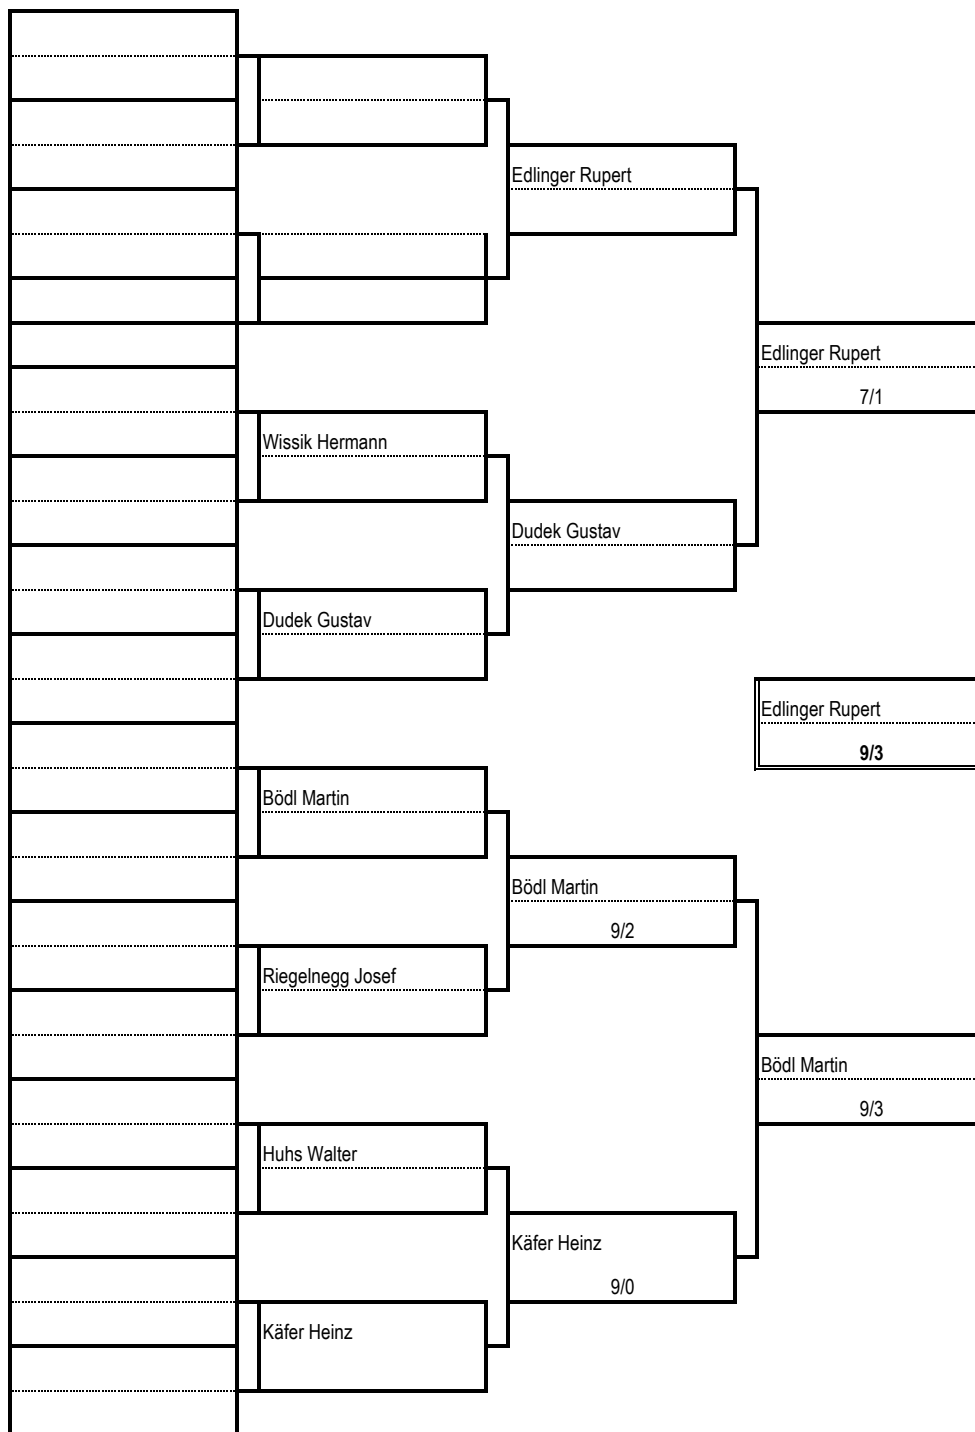 Edlinger Rupert
Edlinger Rupert
7/1
Wissik Hermann
Dudek Gustav
Dudek Gustav
Edlinger Rupert
9/3
Bödl Martin
Bödl Martin
9/2
Riegelnegg Josef
Bödl Martin
9/3
Huhs Walter
Käfer Heinz
9/0
Käfer Heinz